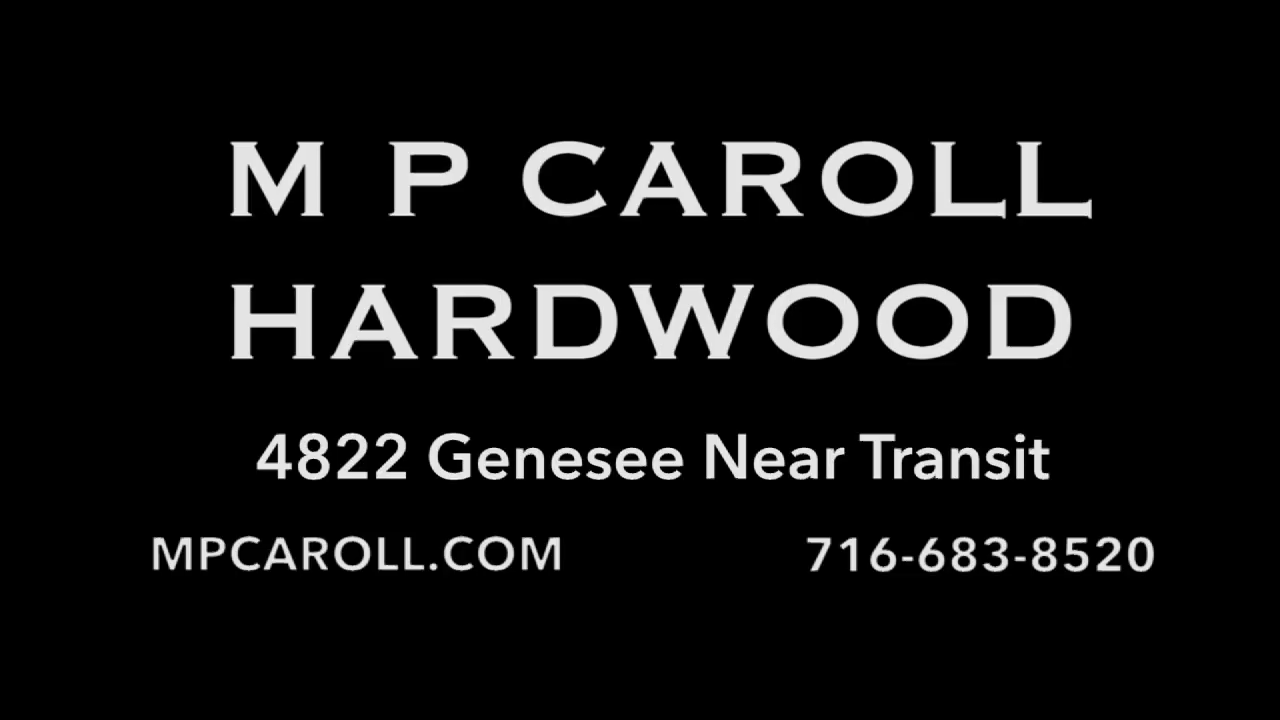 M P CAROLL
HARDWOOD
4822 Genesee Near Transit
MPCAROLL.COM
716-683-8520